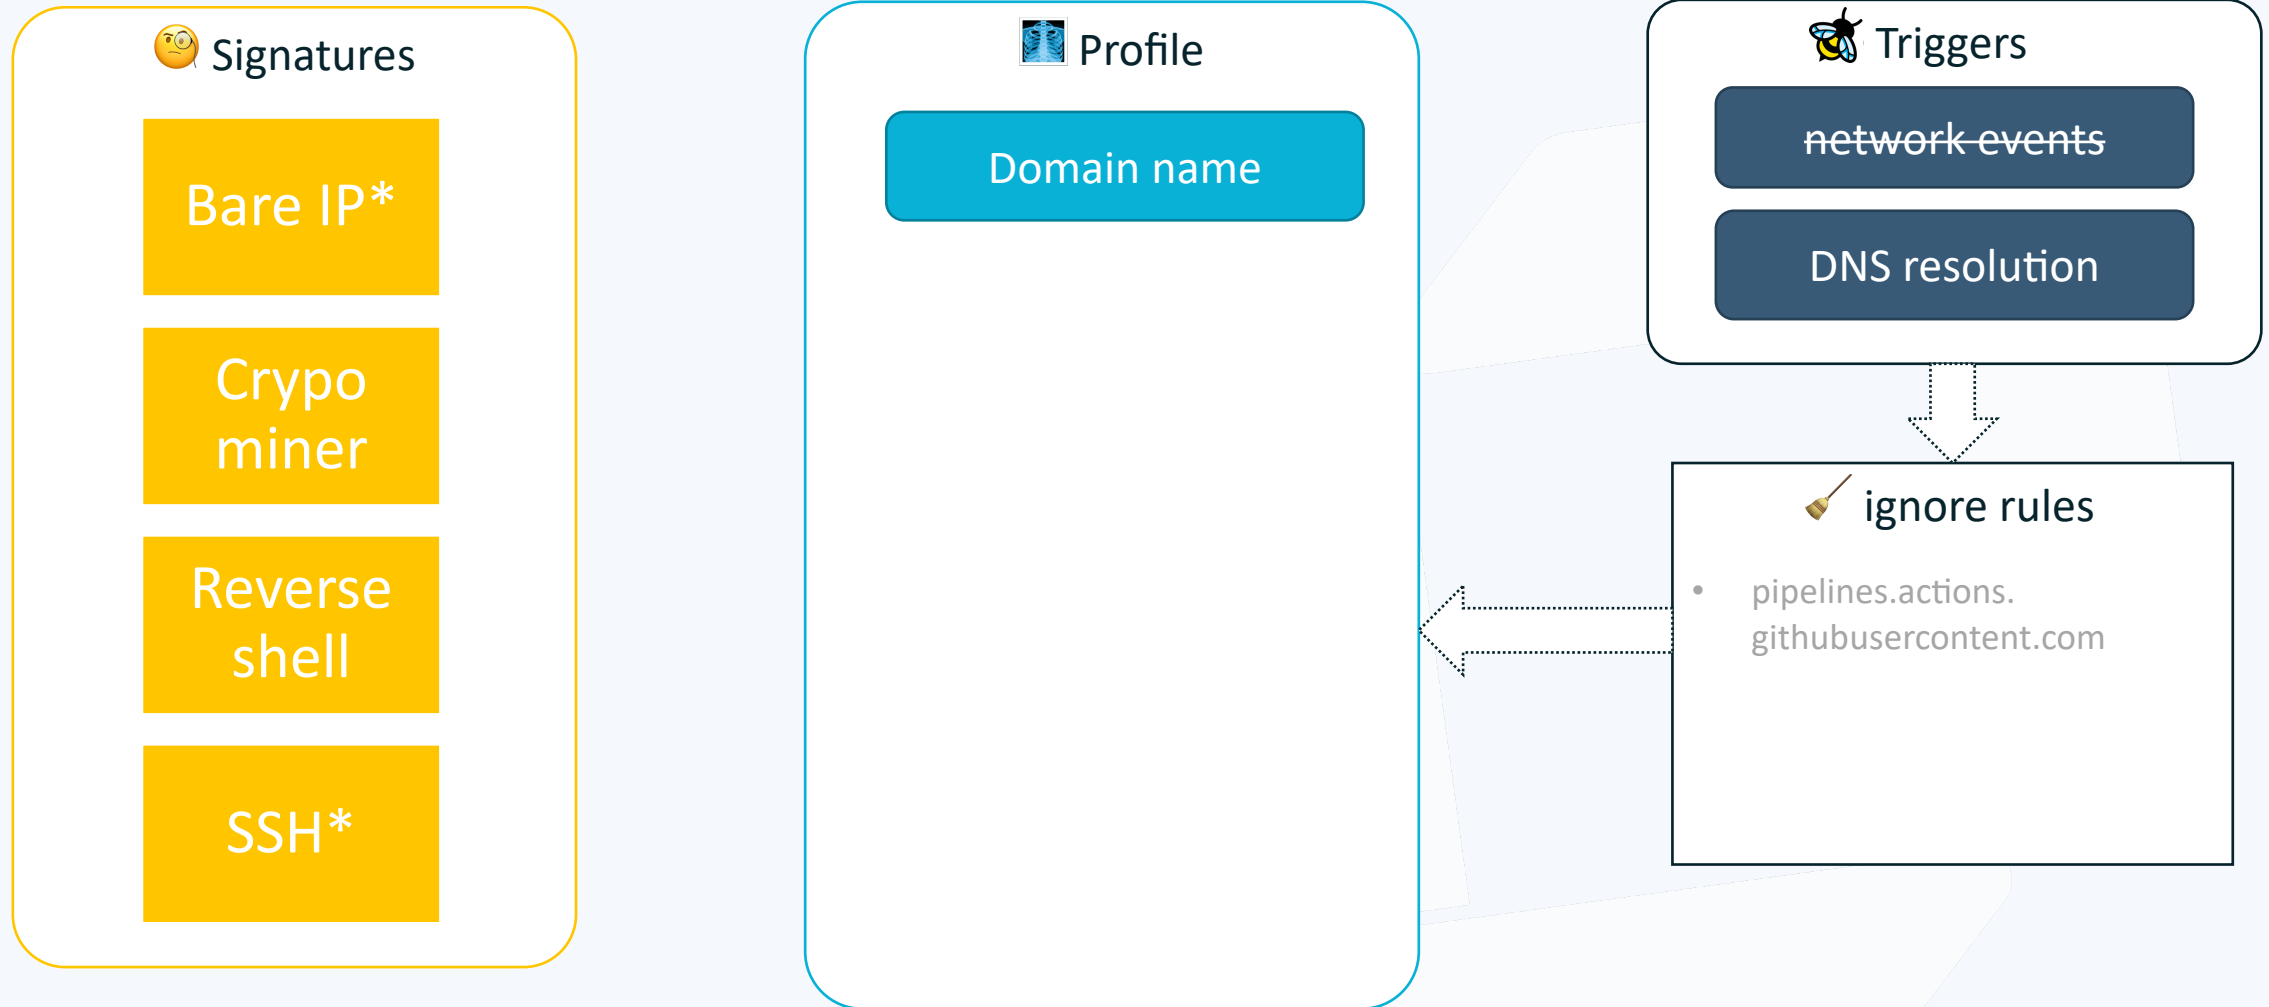 Signatures
Bare IP*
Crypo
miner
Reverse
shell
SSH*
Profile
Domain name
Triggers
network events
DNS resolution
ignore rules
• pipelines.actions.
githubusercontent.com